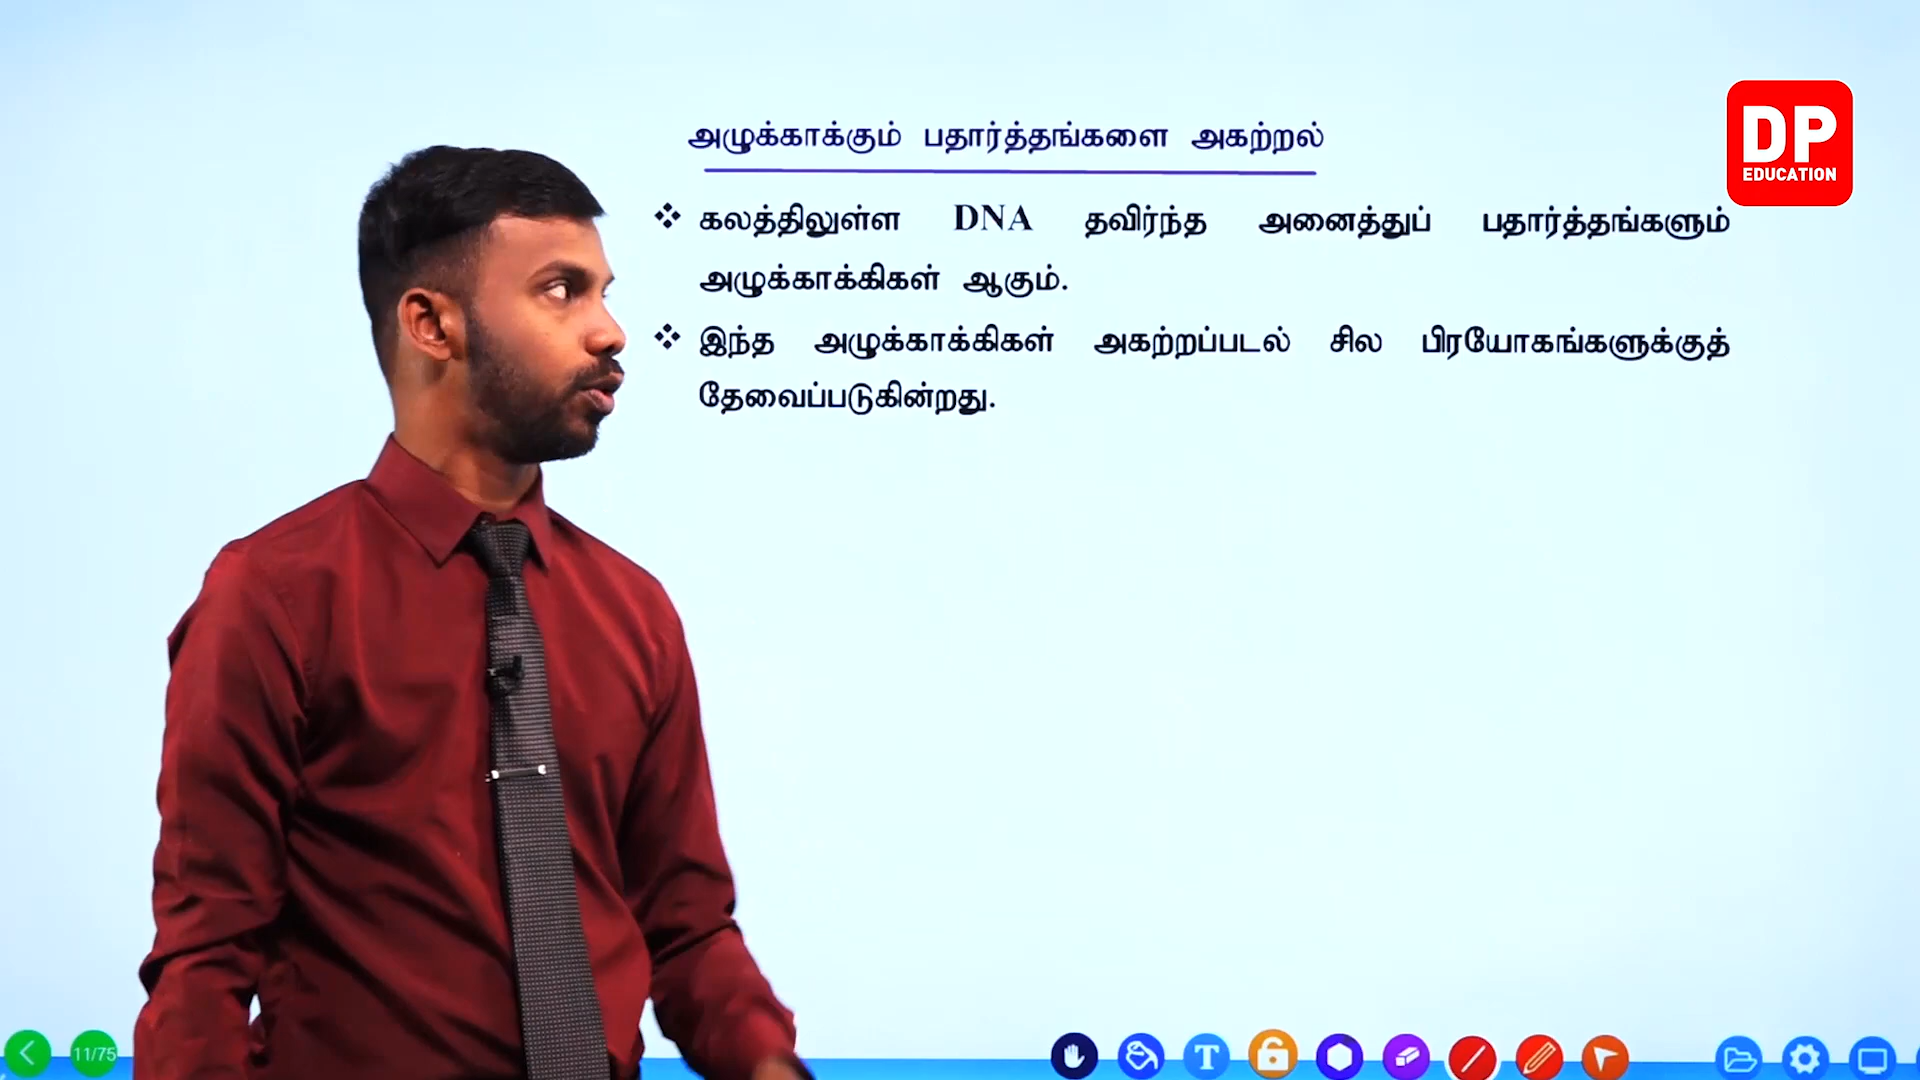 அழுக்காக்கும் பதார்த்தங்களை அகற்றல்
DP
EDUCATION
❖ கலத்திலுள்ள DNA தவிர்ந்த அனைத்துப் பதார்த்தங்களும்
அழுக்காக்கிகள் ஆகும்.
❖ இந்த அழுக்காக்கிகள் அகற்றப்படல் சில பிரயோகங்களுக்குத்
தேவைப்படுகின்றது.
11/75
T